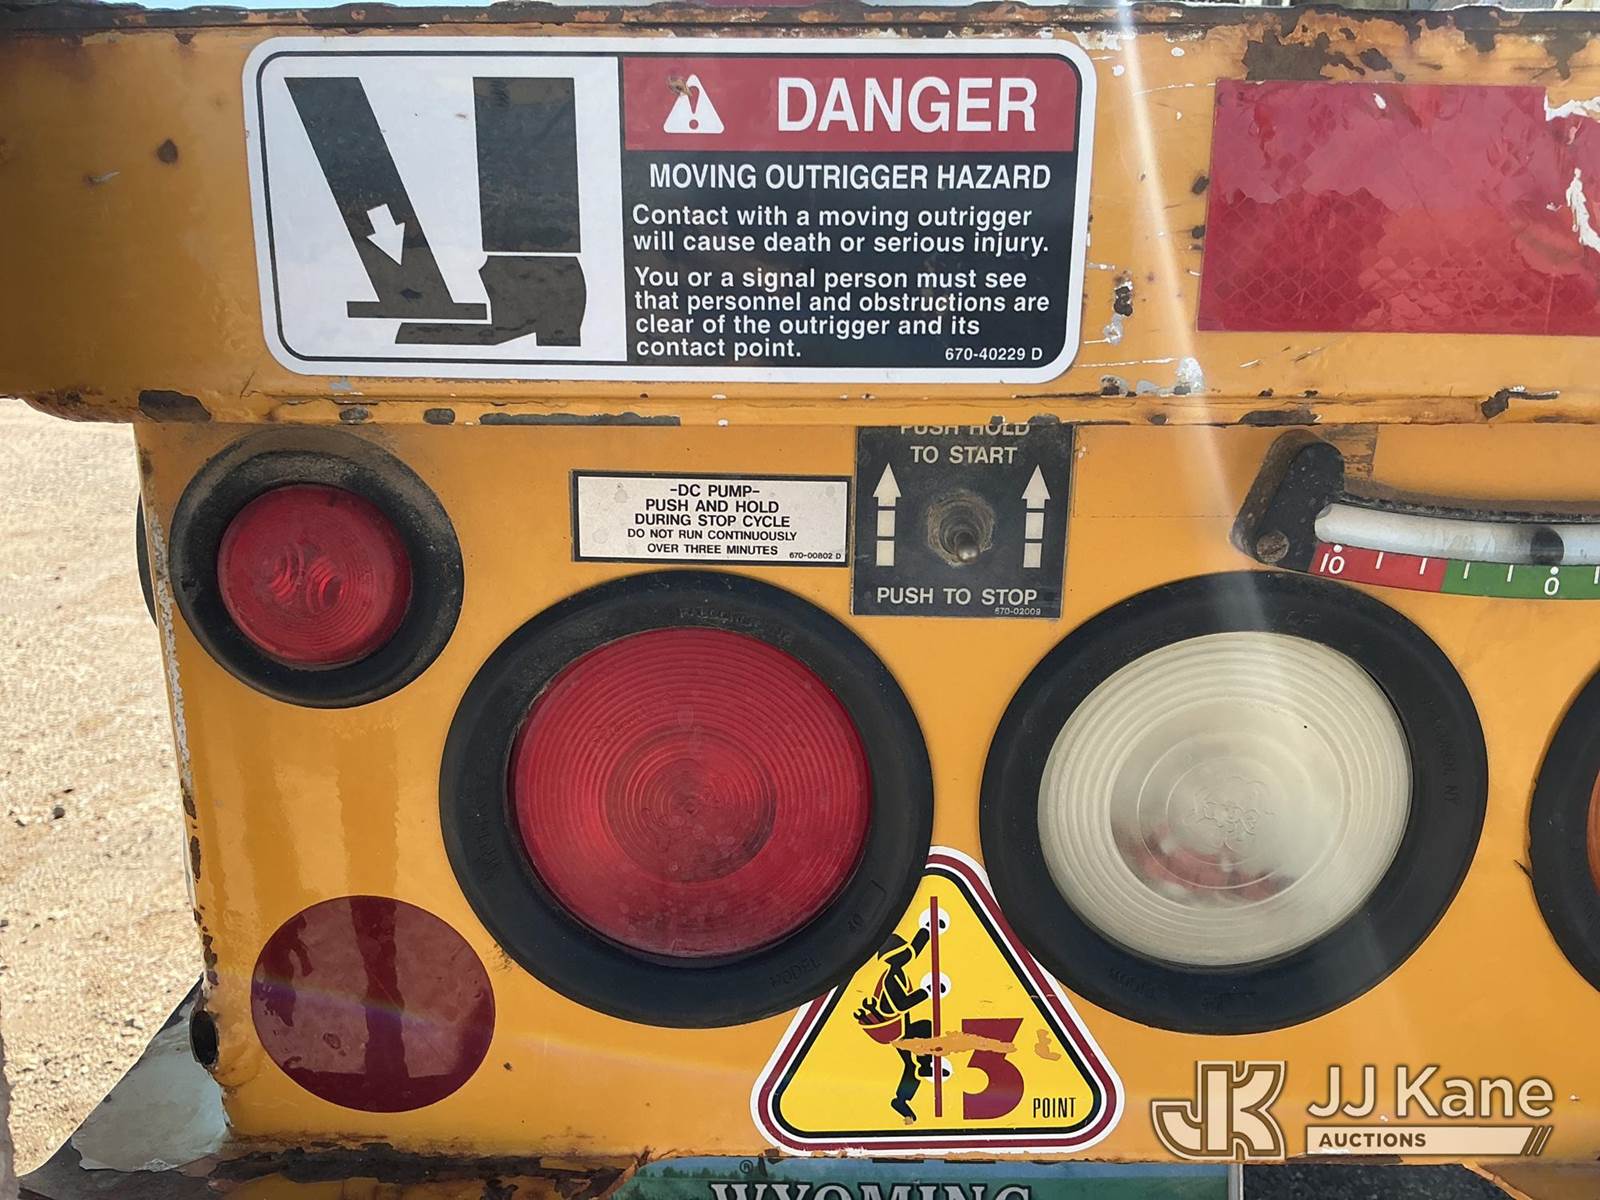 DANGER
MOVING OUTRIGGER HAZARD
Contact with a moving outrigger
will cause death or serious injury.
You or a signal person must see
that personnel and obstructions are
clear of the outrigger and its
contact point.
670-40229 D
PUSH HOLD
TO START
-DC PUMP-
PUSH AND HOLD
DURING STOP CYCLE
DO NOT RUN CONTINUOUSLY
OVER THREE MINUTES
670-00802 D
PUSH TO STOP
670-02009
10
0
3
POINT
JK
JJ Kane
AUCTIONS
WYOMING